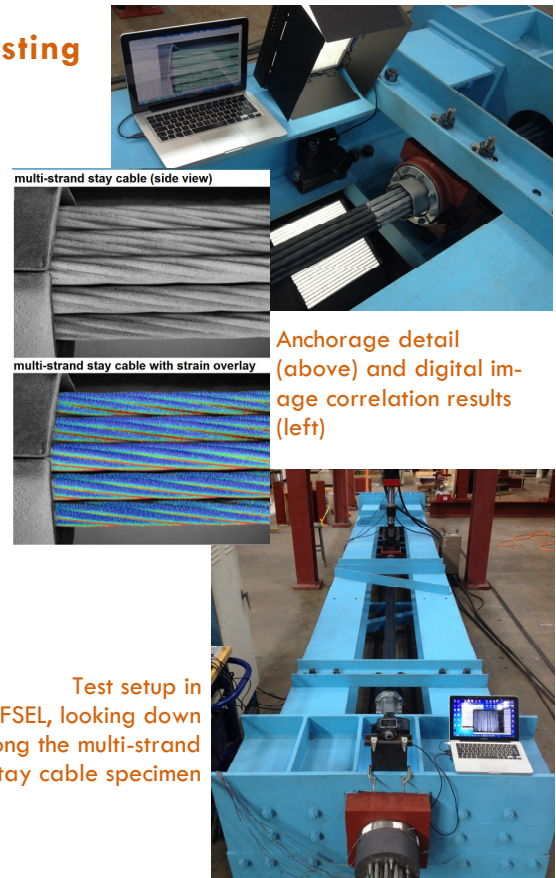 sting
multi-strand stay cable (side view)
multi-strand stay cable with strain overlay
Anchorage detail
(above) and digital im-
age correlation results
(left)
Test setup in
FSEL, looking down
ong the multi-strand
tay cable specimen